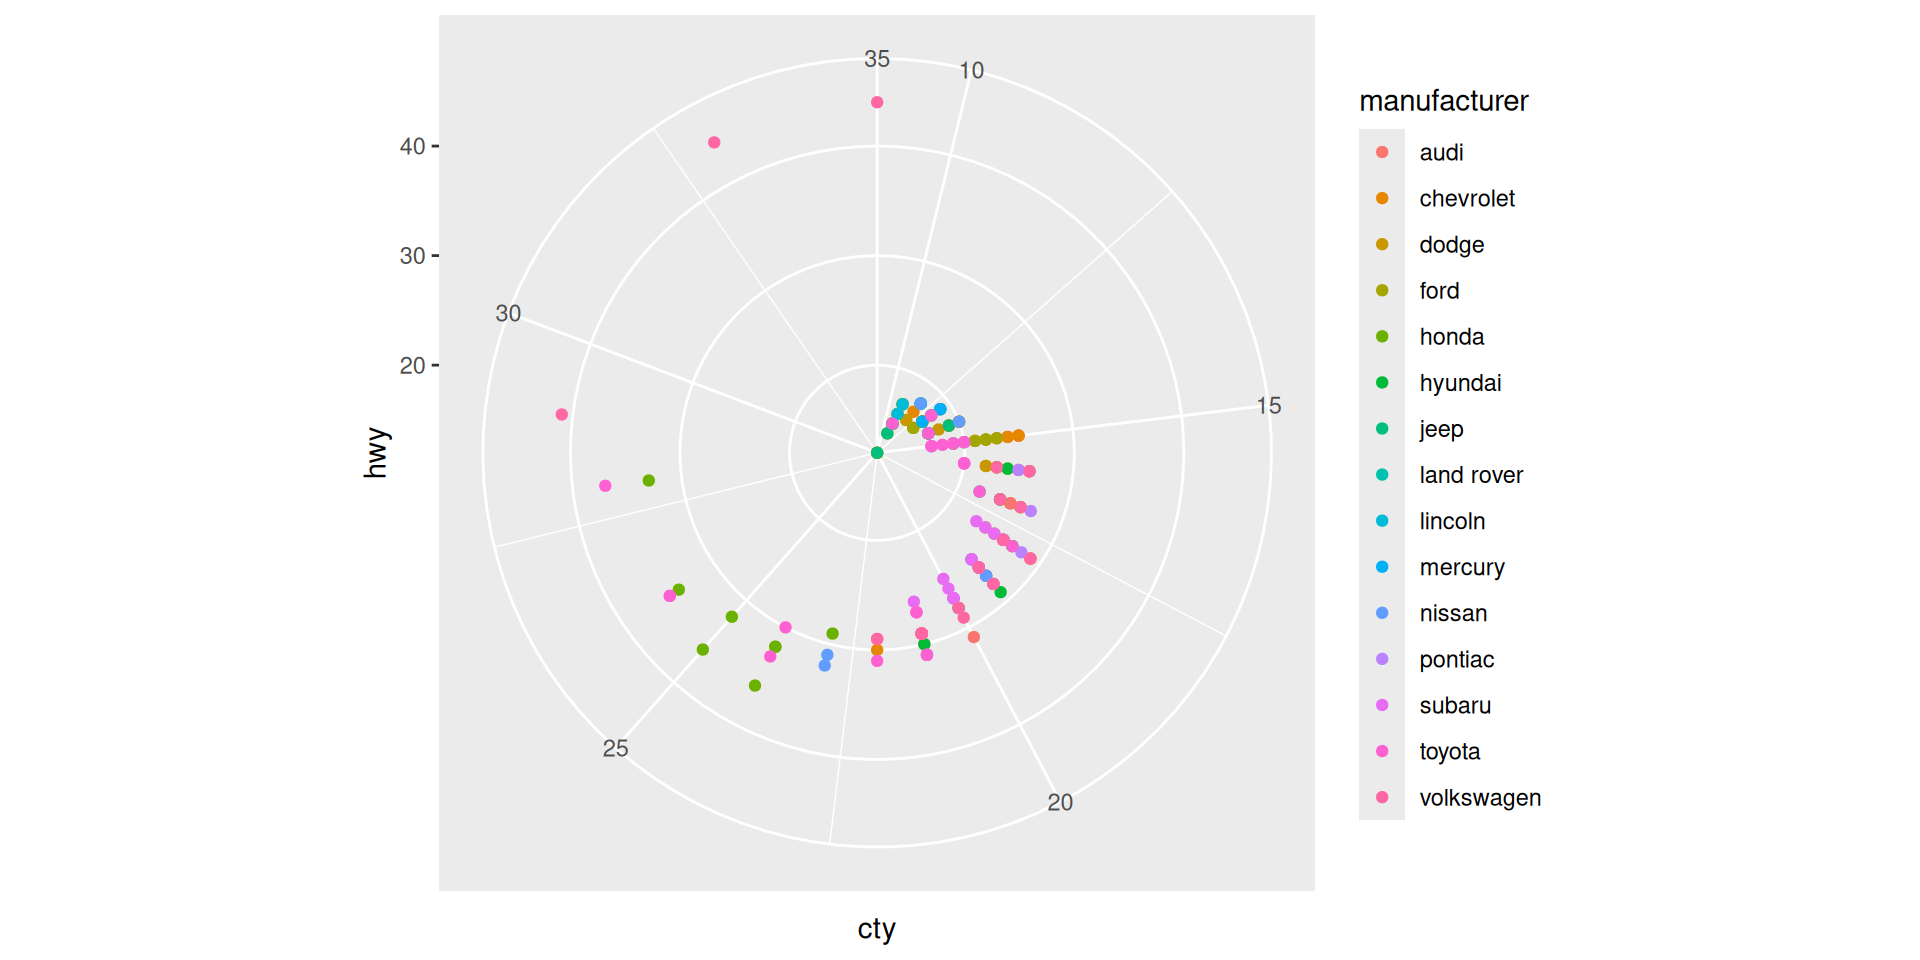 35
10
40
30
20
30
15
25
20
hwy
cty
manufacturer
audi
chevrolet
dodge
ford
honda
hyundai
jeep
land rover
lincoln
mercury
nissan
pontiac
subaru
toyota
volkswagen